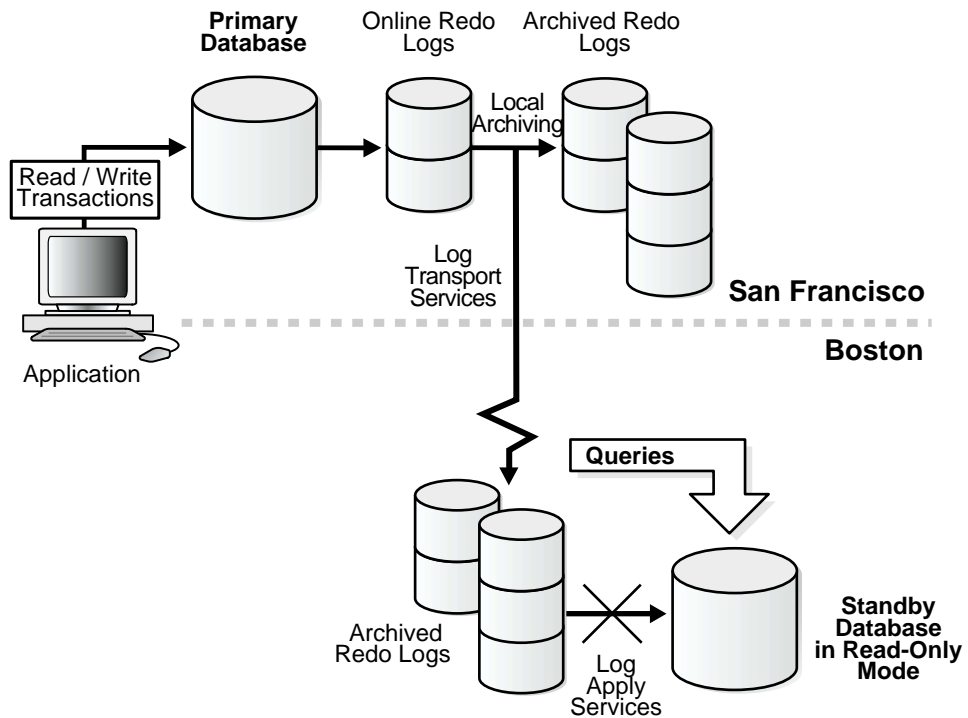 Primary
Database
Online Redo
Logs
Archived Redo
Logs
Local
Archiving
Read / Write
Transactions
Log
Transport
Services
San Francisco
Boston
Application
Queries
Archived
Redo Logs
Log
Apply
Services
Standby
Database
in Read-Only
Mode